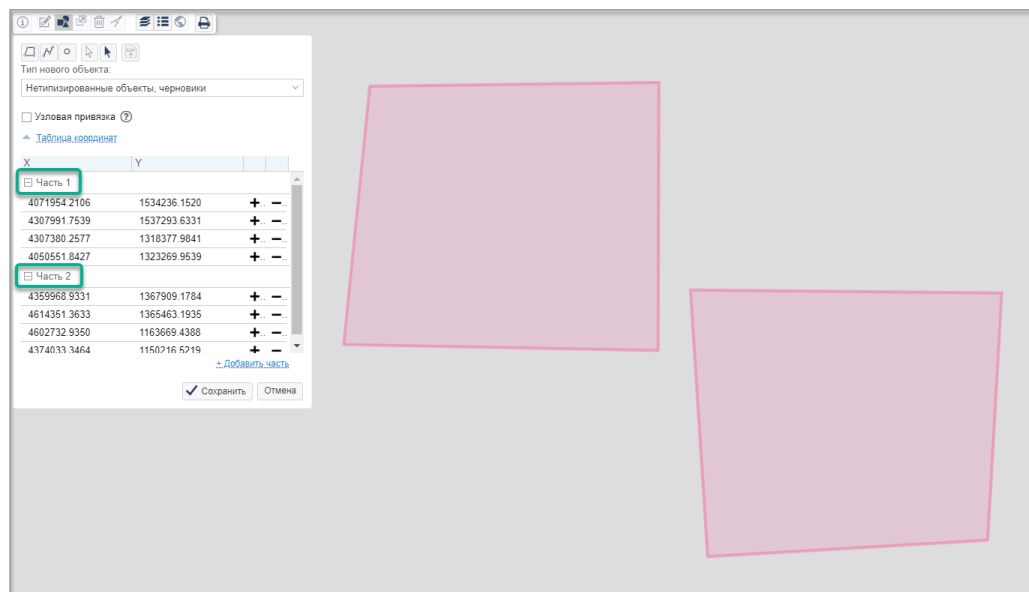 Тип нового объекта:
Нетипизированные объекты, черновики
Узловая привязка ?
Таблица координат
X Y
Часть 1
4071954.2106 1534236.1520
4307991.7539 1537293.6331
4307380.2577 1318377.9841
4050551.8427 1323269.9539
Часть 2
4359968.9331 1367909.1784
4614351.3633 1365463.1935
4602732.9350 1163669.4388
4374033.3464 1150216.5219
+ Добавить часть
Сохранить Отмена